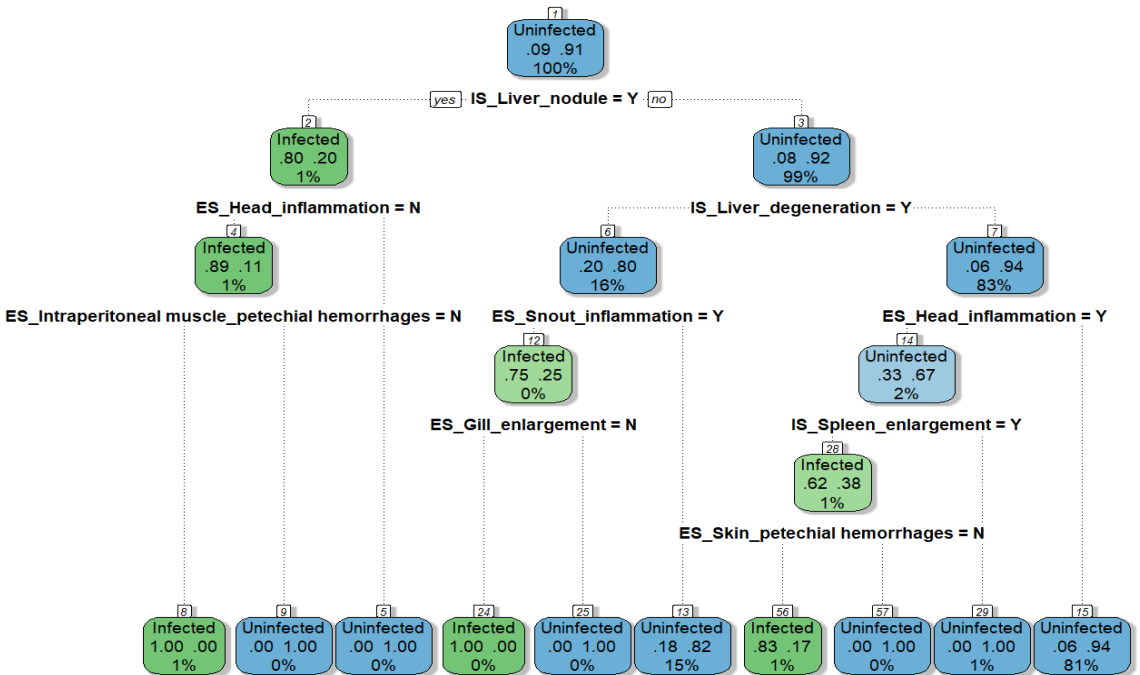 1
Uninfected
.09 .91
100%
yes IS_Liver_nodule = Y no
2
Infected
.80 .20
1%
3
Uninfected
.08 .92
99%
ES_Head_inflammation = N
IS_Liver_degeneration = Y
4
Infected
.89 .11
1%
6
Uninfected
.20 .80
16%
7
Uninfected
.06 .94
83%
ES_Intraperitoneal muscle_petechial hemorrhages = N
ES_Snout_inflammation = Y
ES_Head_inflammation = Y
12
Infected
.75 .25
0%
14
Uninfected
.33 .67
2%
ES_Gill_enlargement = N
IS_Spleen_enlargement = Y
28
Infected
.62 .38
1%
ES_Skin_petechial hemorrhages = N
8
Infected
1.00 .00
1%
9
Uninfected
.00 1.00
0%
5
Uninfected
.00 1.00
0%
24
Infected
1.00 .00
0%
25
Uninfected
.00 1.00
0%
13
Uninfected
.18 .82
15%
56
Infected
.83 .17
1%
57
Uninfected
.00 1.00
0%
29
Uninfected
.00 1.00
1%
15
Uninfected
.06 .94
81%